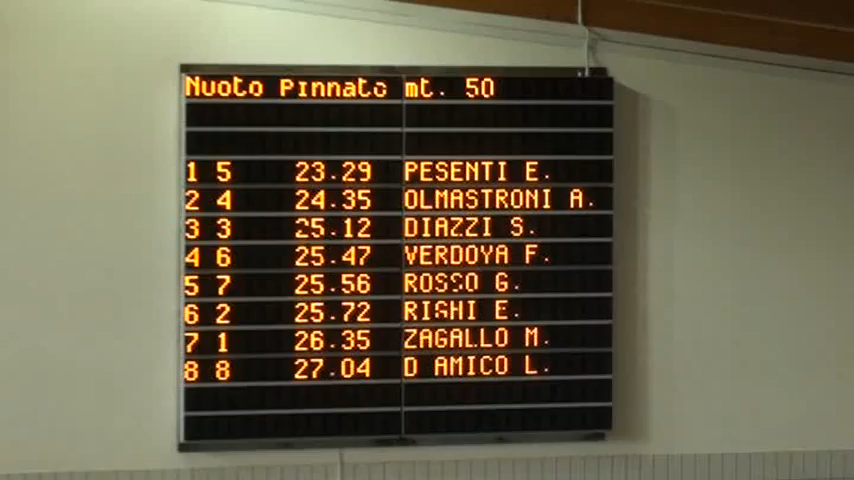 Nuoto Pinnato mt. 50
1 5 23.29 PESENTI E.
2 4 24.35 OLMASTRONI A.
3 3 25.12 DIAZZI S.
4 6 25.47 VERDOYA F.
5 7 25.56 ROSSO G.
6 2 25.72 RIGHI E.
7 1 26.35 ZAGALLO M.
8 8 27.04 D AMICO L.